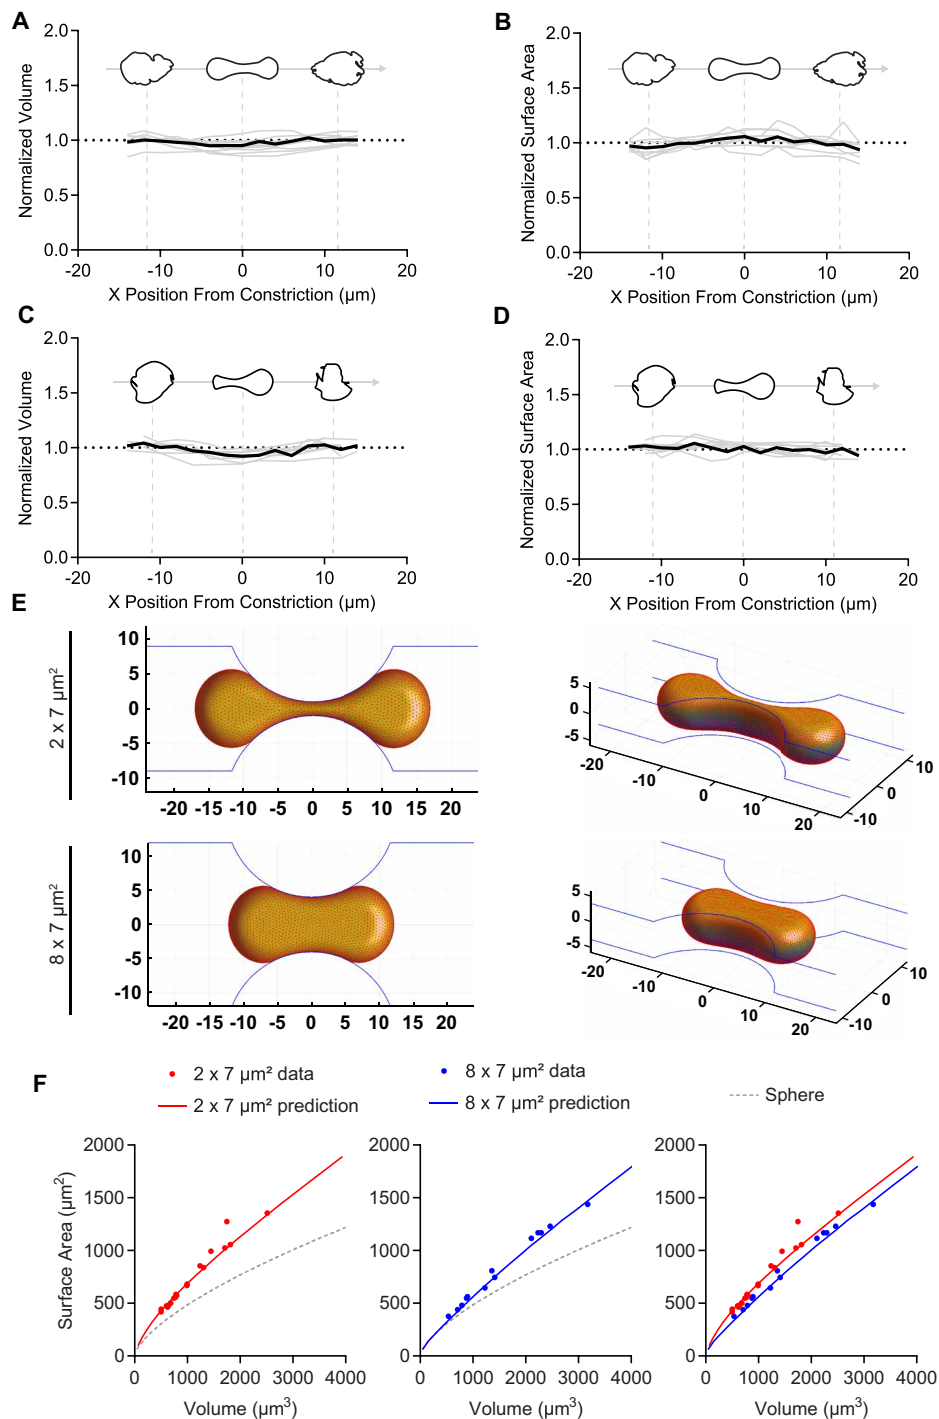 A
Normalized Volume
2.0
1.5
1.0
0.5
0.0
-20 -10 0 10 20
X Position From Constriction (µm)
B
Normalized Surface Area
2.0
1.5
1.0
0.5
0.0
-20 -10 0 10 20
X Position From Constriction (µm)
C
Normalized Volume
2.0
1.5
1.0
0.5
0.0
-20 -10 0 10 20
X Position From Constriction (µm)
D
Normalized Surface Area
2.0
1.5
1.0
0.5
0.0
-20 -10 0 10 20
X Position From Constriction (µm)
E
2 x 7 µm²
10
5
0
-5
-10
-20 -15 -10 -5 0 5 10 15 20
5
0
-5
-20 -10 0 10 20
-10 0 10
8 x 7 µm²
10
5
0
-5
-10
-20 -15 -10 -5 0 5 10 15 20
5
0
-5
-20 -10 0 10 20
-10 0 10
F
2 x 7 µm² data
2 x 7 µm² prediction
8 x 7 µm² data
8 x 7 µm² prediction
Sphere
Surface Area (µm²)
2000
1500
1000
500
0
0 1000 2000 3000 4000
Volume (µm³)
2000
1500
1000
500
0
0 1000 2000 3000 4000
Volume (µm³)
2000
1500
1000
500
0
0 1000 2000 3000 4000
Volume (µm³)